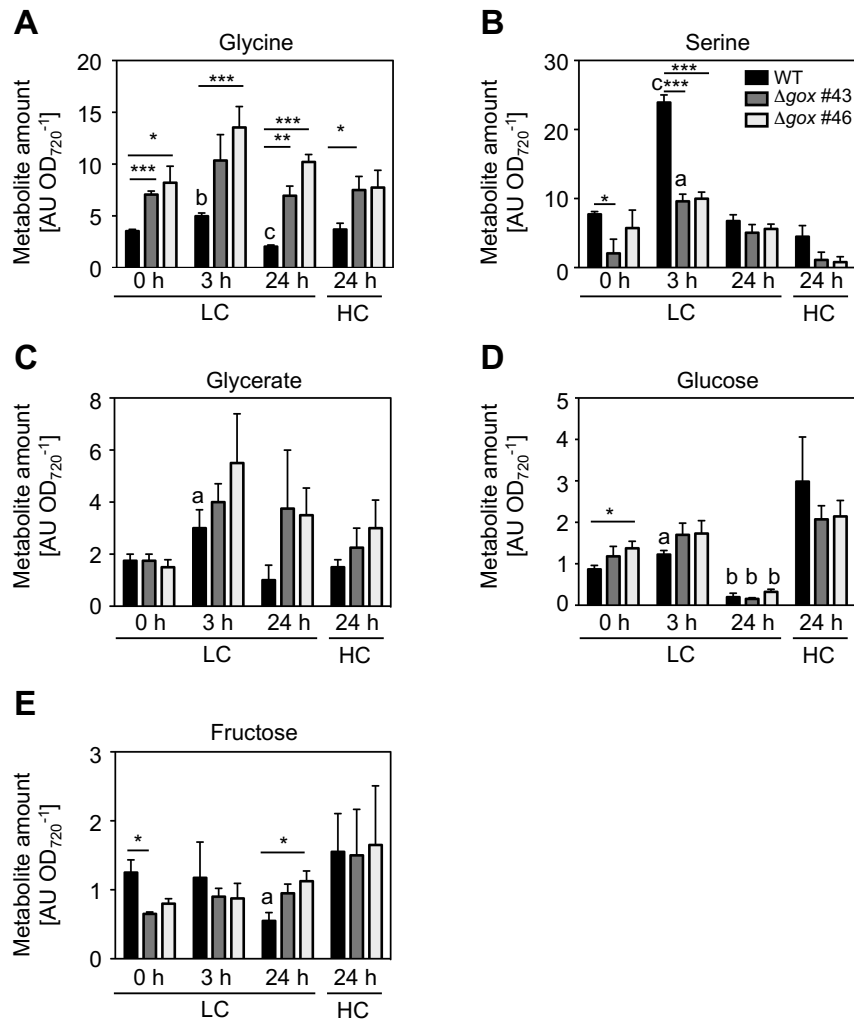 A
Glycine
Metabolite amount
[AU OD720-1]
20
15
10
5
0
***
*
b
***
c
**
***
*
0 h
3 h
24 h
24 h
LC
HC
B
Serine
Metabolite amount
[AU OD720-1]
30
20
10
0
*
c
***
***
a
WT
Δgox #43
Δgox #46
0 h
3 h
24 h
24 h
LC
HC
C
Glycerate
Metabolite amount
[AU OD720-1]
8
6
4
2
0
a
0 h
3 h
24 h
24 h
LC
HC
D
Glucose
Metabolite amount
[AU OD720-1]
5
4
3
2
1
0
*
a
b b b
0 h
3 h
24 h
24 h
LC
HC
E
Fructose
Metabolite amount
[AU OD720-1]
3
2
1
0
*
a
*
0 h
3 h
24 h
24 h
LC
HC